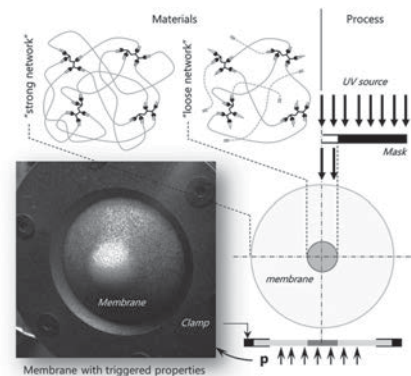 Materials
Process
"strong network"
"loose network"
UV source
Mask
Membrane
membrane
Clamp
p
Membrane with triggered properties